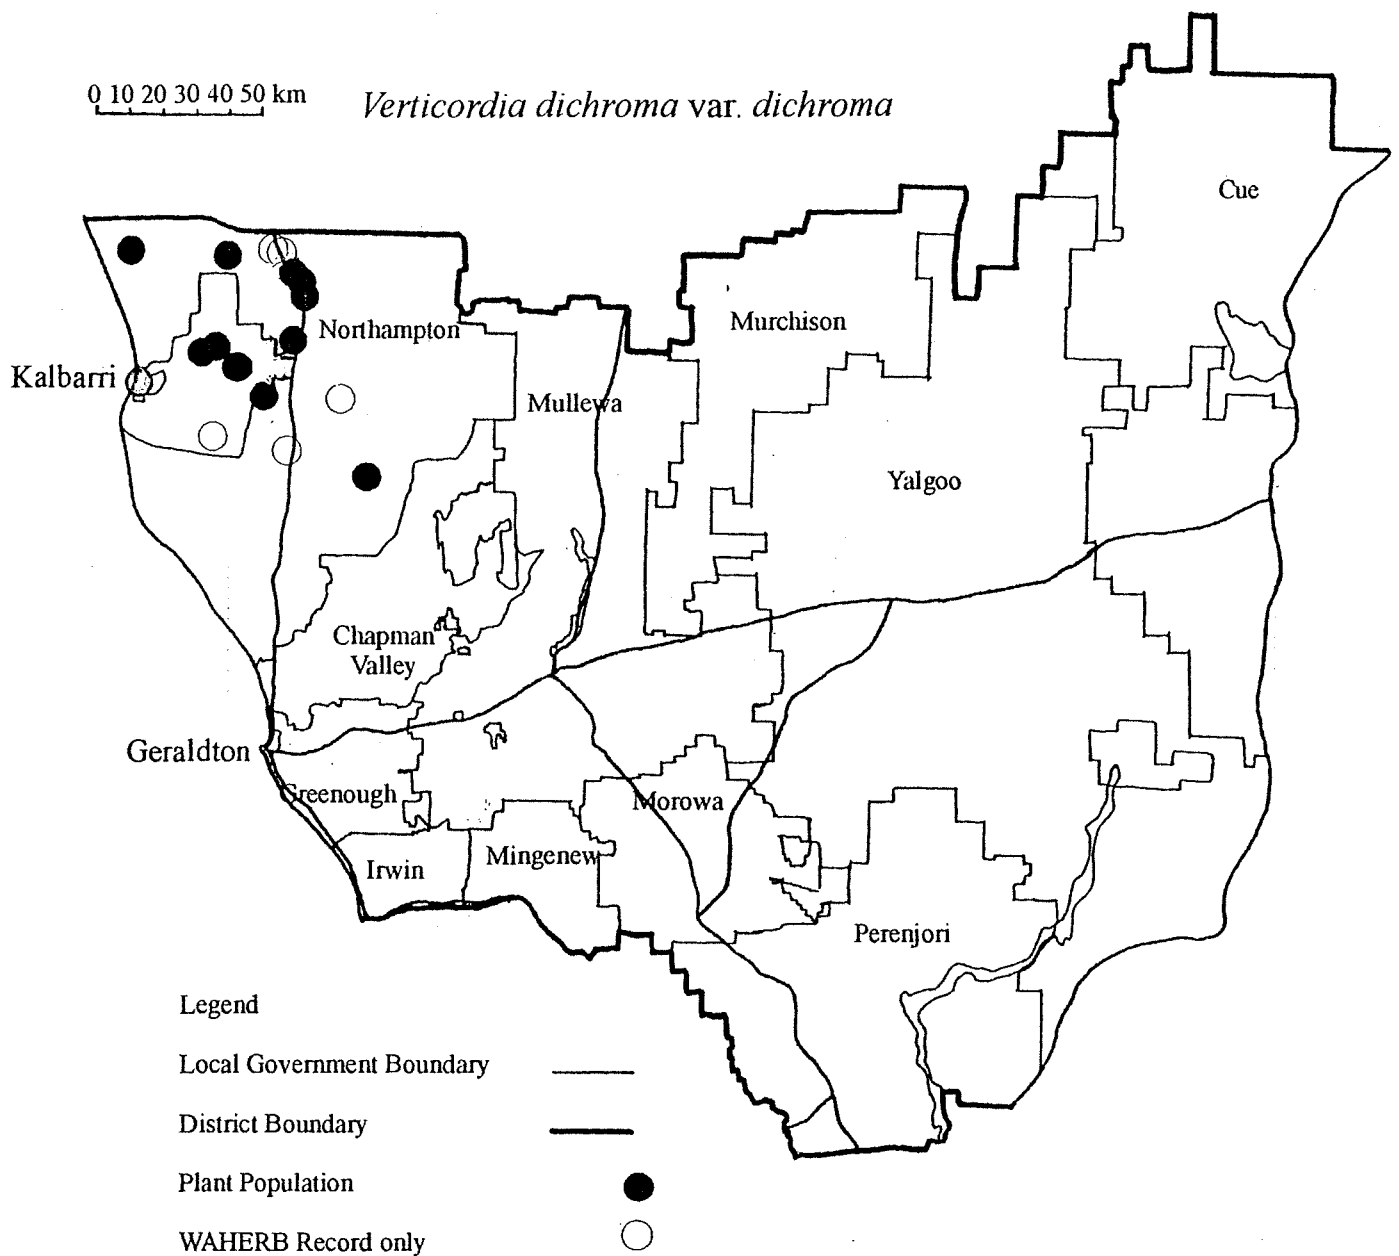 0 10 20 30 40 50 km
Verticordia dichroma var. dichroma
Cue
Northampton
Murchison
Kalbarri
Mullewa
Yalgoo
Chapman
Valley
Geraldton
Greenough
Morowa
Irwin
Mingenew
Perenjori
Legend
Local Government Boundary
District Boundary
Plant Population
WAHERB Record only